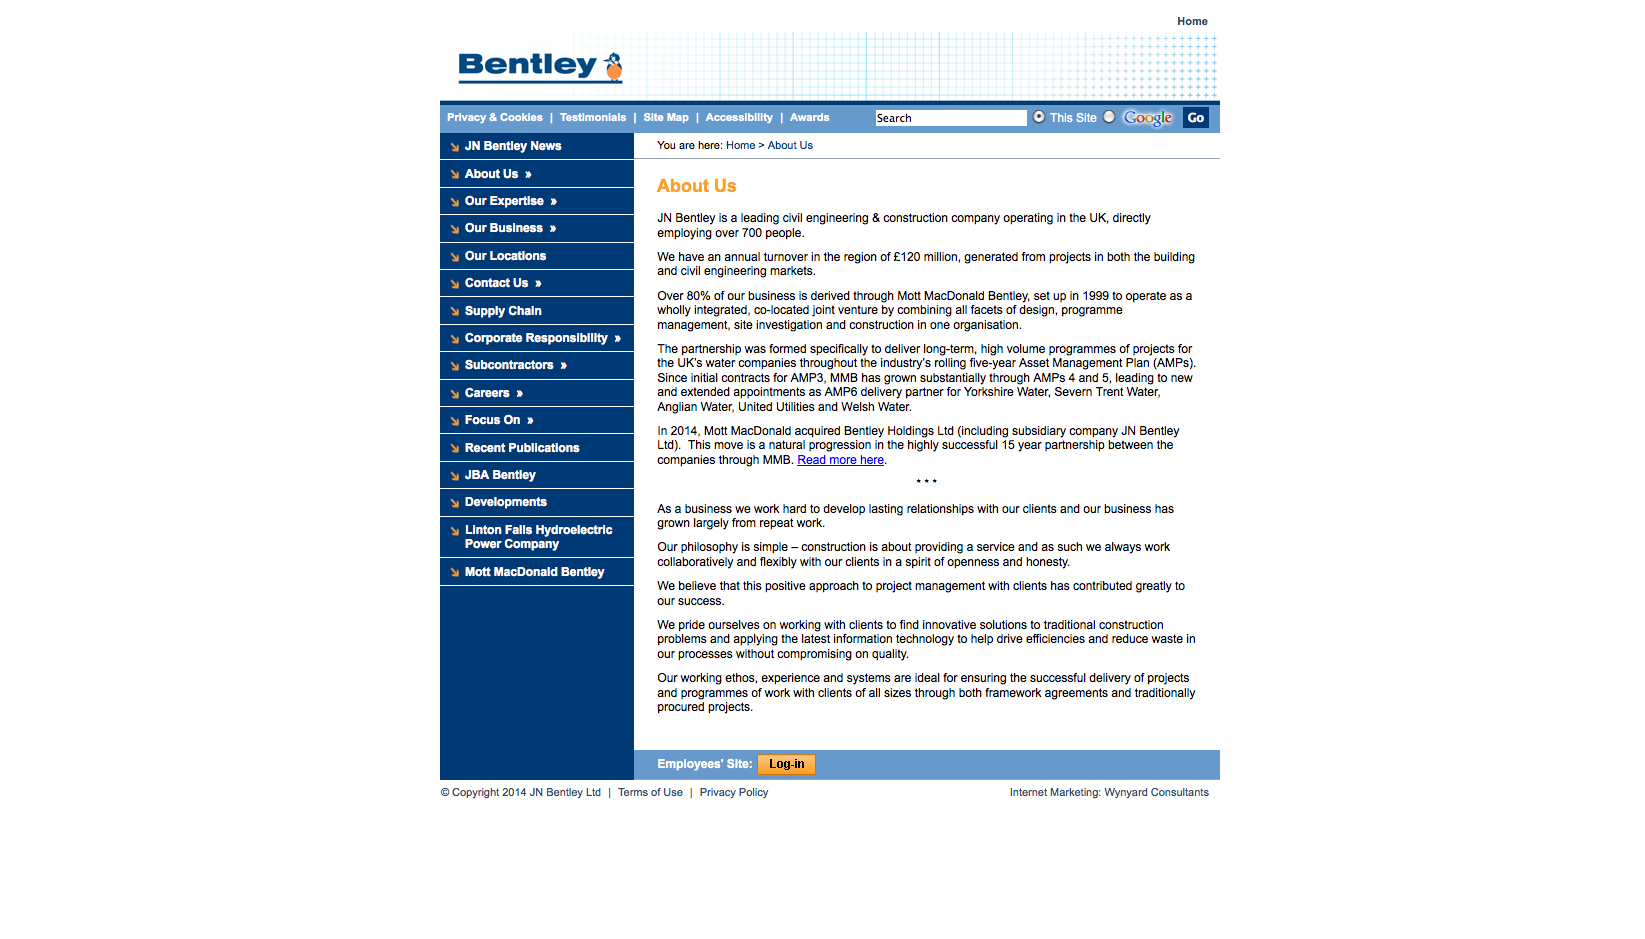 Home
Bentley
Privacy & Cookies | Testimonials | Site Map | Accessibility | Awards
Search This Site Google Go
JN Bentley News
About Us »
Our Expertise »
Our Business »
Our Locations
Contact Us »
Supply Chain
Corporate Responsibility »
Subcontractors »
Careers »
Focus On »
Recent Publications
JBA Bentley
Developments
Linton Falls Hydroelectric
Power Company
Mott MacDonald Bentley
You are here: Home > About Us
About Us
JN Bentley is a leading civil engineering & construction company operating in the UK, directly
employing over 700 people.
We have an annual turnover in the region of £120 million, generated from projects in both the building
and civil engineering markets.
Over 80% of our business is derived through Mott MacDonald Bentley, set up in 1999 to operate as a
wholly integrated, co-located joint venture by combining all facets of design, programme
management, site investigation and construction in one organisation.
The partnership was formed specifically to deliver long-term, high volume programmes of projects for
the UK's water companies throughout the industry's rolling five-year Asset Management Plan (AMPs).
Since initial contracts for AMP3, MMB has grown substantially through AMPs 4 and 5, leading to new
and extended appointments as AMP6 delivery partner for Yorkshire Water, Severn Trent Water,
Anglian Water, United Utilities and Welsh Water.
In 2014, Mott MacDonald acquired Bentley Holdings Ltd (including subsidiary company JN Bentley
Ltd).  This move is a natural progression in the highly successful 15 year partnership between the
companies through MMB. Read more here.
* * *
As a business we work hard to develop lasting relationships with our clients and our business has
grown largely from repeat work.
Our philosophy is simple – construction is about providing a service and as such we always work
collaboratively and flexibly with our clients in a spirit of openness and honesty.
We believe that this positive approach to project management with clients has contributed greatly to
our success.
We pride ourselves on working with clients to find innovative solutions to traditional construction
problems and applying the latest information technology to help drive efficiencies and reduce waste in
our processes without compromising on quality.
Our working ethos, experience and systems are ideal for ensuring the successful delivery of projects
and programmes of work with clients of all sizes through both framework agreements and traditionally
procured projects.
Employees' Site: Log-in
© Copyright 2014 JN Bentley Ltd | Terms of Use | Privacy Policy
Internet Marketing: Wynyard Consultants